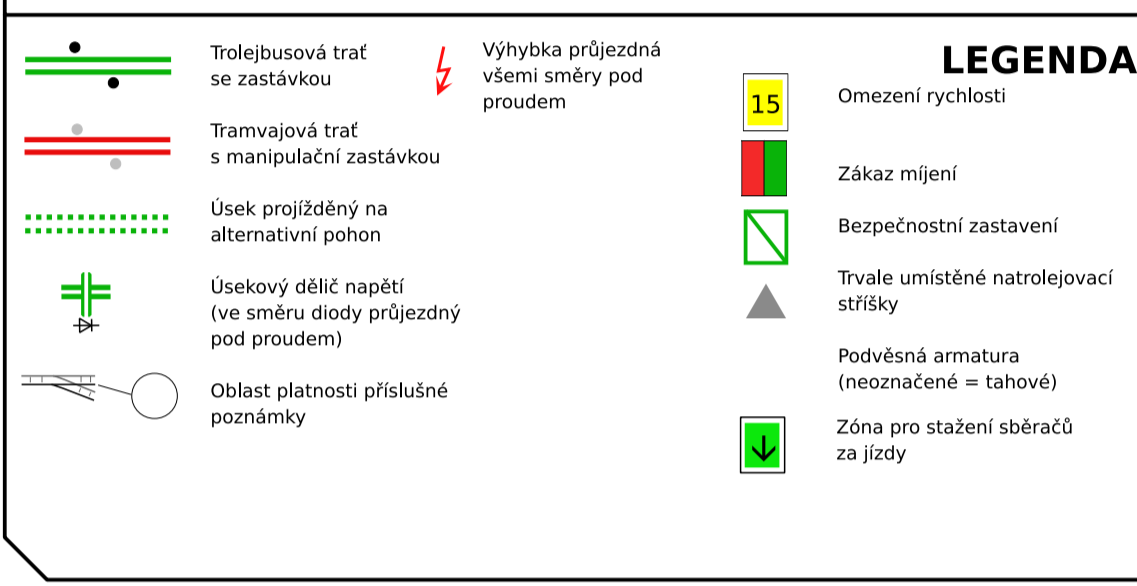 LEGENDA
Trolejbusová trať
se zastávkou
Tramvajová trať
s manipulační zastávkou
Úsek projížděný na
alternativní pohon
Úsekový dělič napětí
(ve směru diody průjezdný
pod proudem)
Oblast platnosti příslušné
poznámky
Výhybka průjezdná
všemi směry pod
proudem
15
Omezení rychlosti
Zákaz míjení
Bezpečnostní zastavení
Trvale umístěné natrolejovací
stříšky
Podvěsná armatura
(neoznačené = tahové)
Zóna pro stažení sběračů
za jízdy